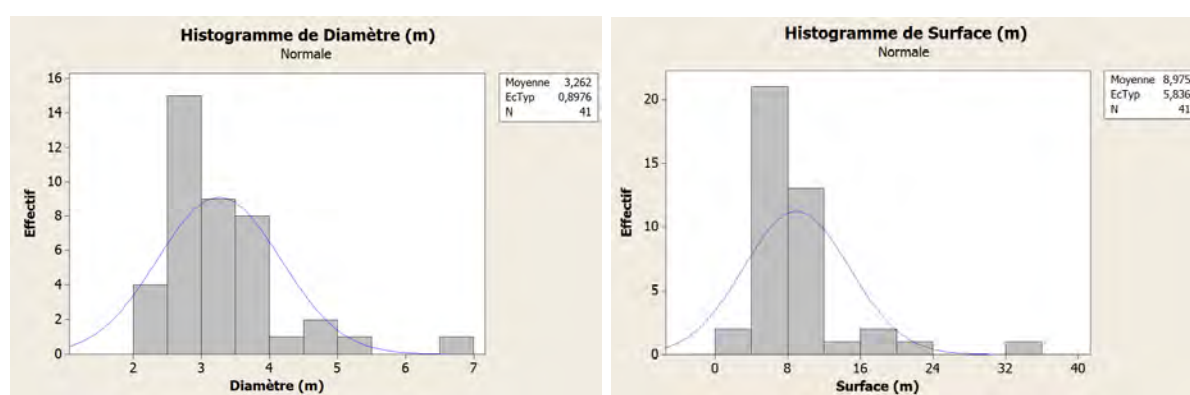 Histogramme de Diamètre (m)
Normale
Moyenne 3,262
EcTyp 0,8976
N 41
16
14
12
10
8
6
4
2
0
Effectif
2 3 4 5 6 7
Diamètre (m)
Histogramme de Surface (m)
Normale
Moyenne 8,975
EcTyp 5,836
N 41
20
15
10
5
0
Effectif
0 8 16 24 32 40
Surface (m)